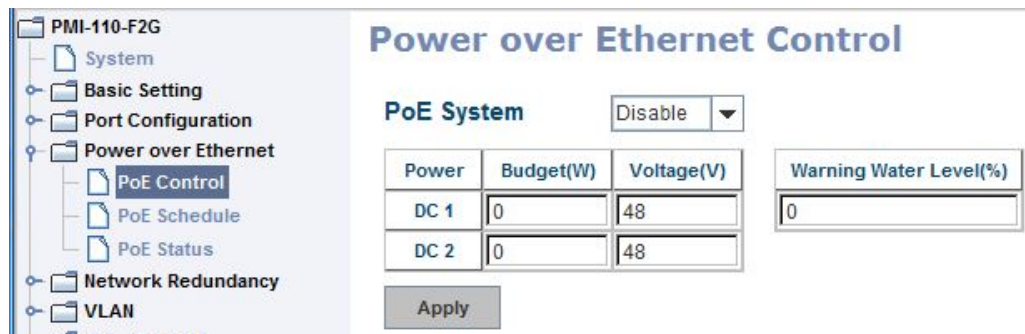 PMI-110-F2G
System
Basic Setting
Port Configuration
Power over Ethernet
PoE Control
PoE Schedule
PoE Status
Network Redundancy
VLAN
Power over Ethernet Control
PoE System Disable
Power Budget(W) Voltage(V) Warning Water Level(%)
DC 1 0 48 0
DC 2 0 48
Apply